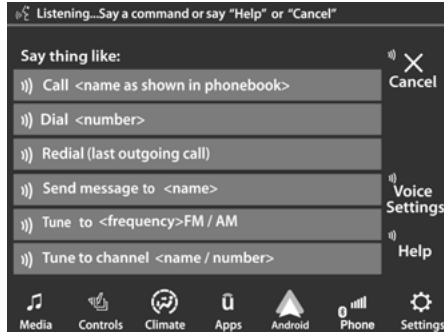 Listening...Say a command or say "Help" or "Cancel"
Say thing like:
Call <name as shown in phonebook>
Dial <number>
Redial (last outgoing call)
Send message to <name>
Tune to <frequency>FM / AM
Tune to channel <name / number>
Cancel
Voice
Settings
Help
Media
Controls
Climate
ū
Apps
Android
Phone
Settings